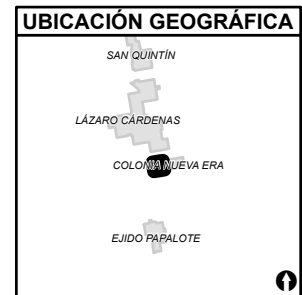 UBICACIÓN GEOGRÁFICA
SAN QUINTÍN
LÁZARO CÁRDENAS
COLONIA NUEVA ERA
EJIDO PAPALOTE